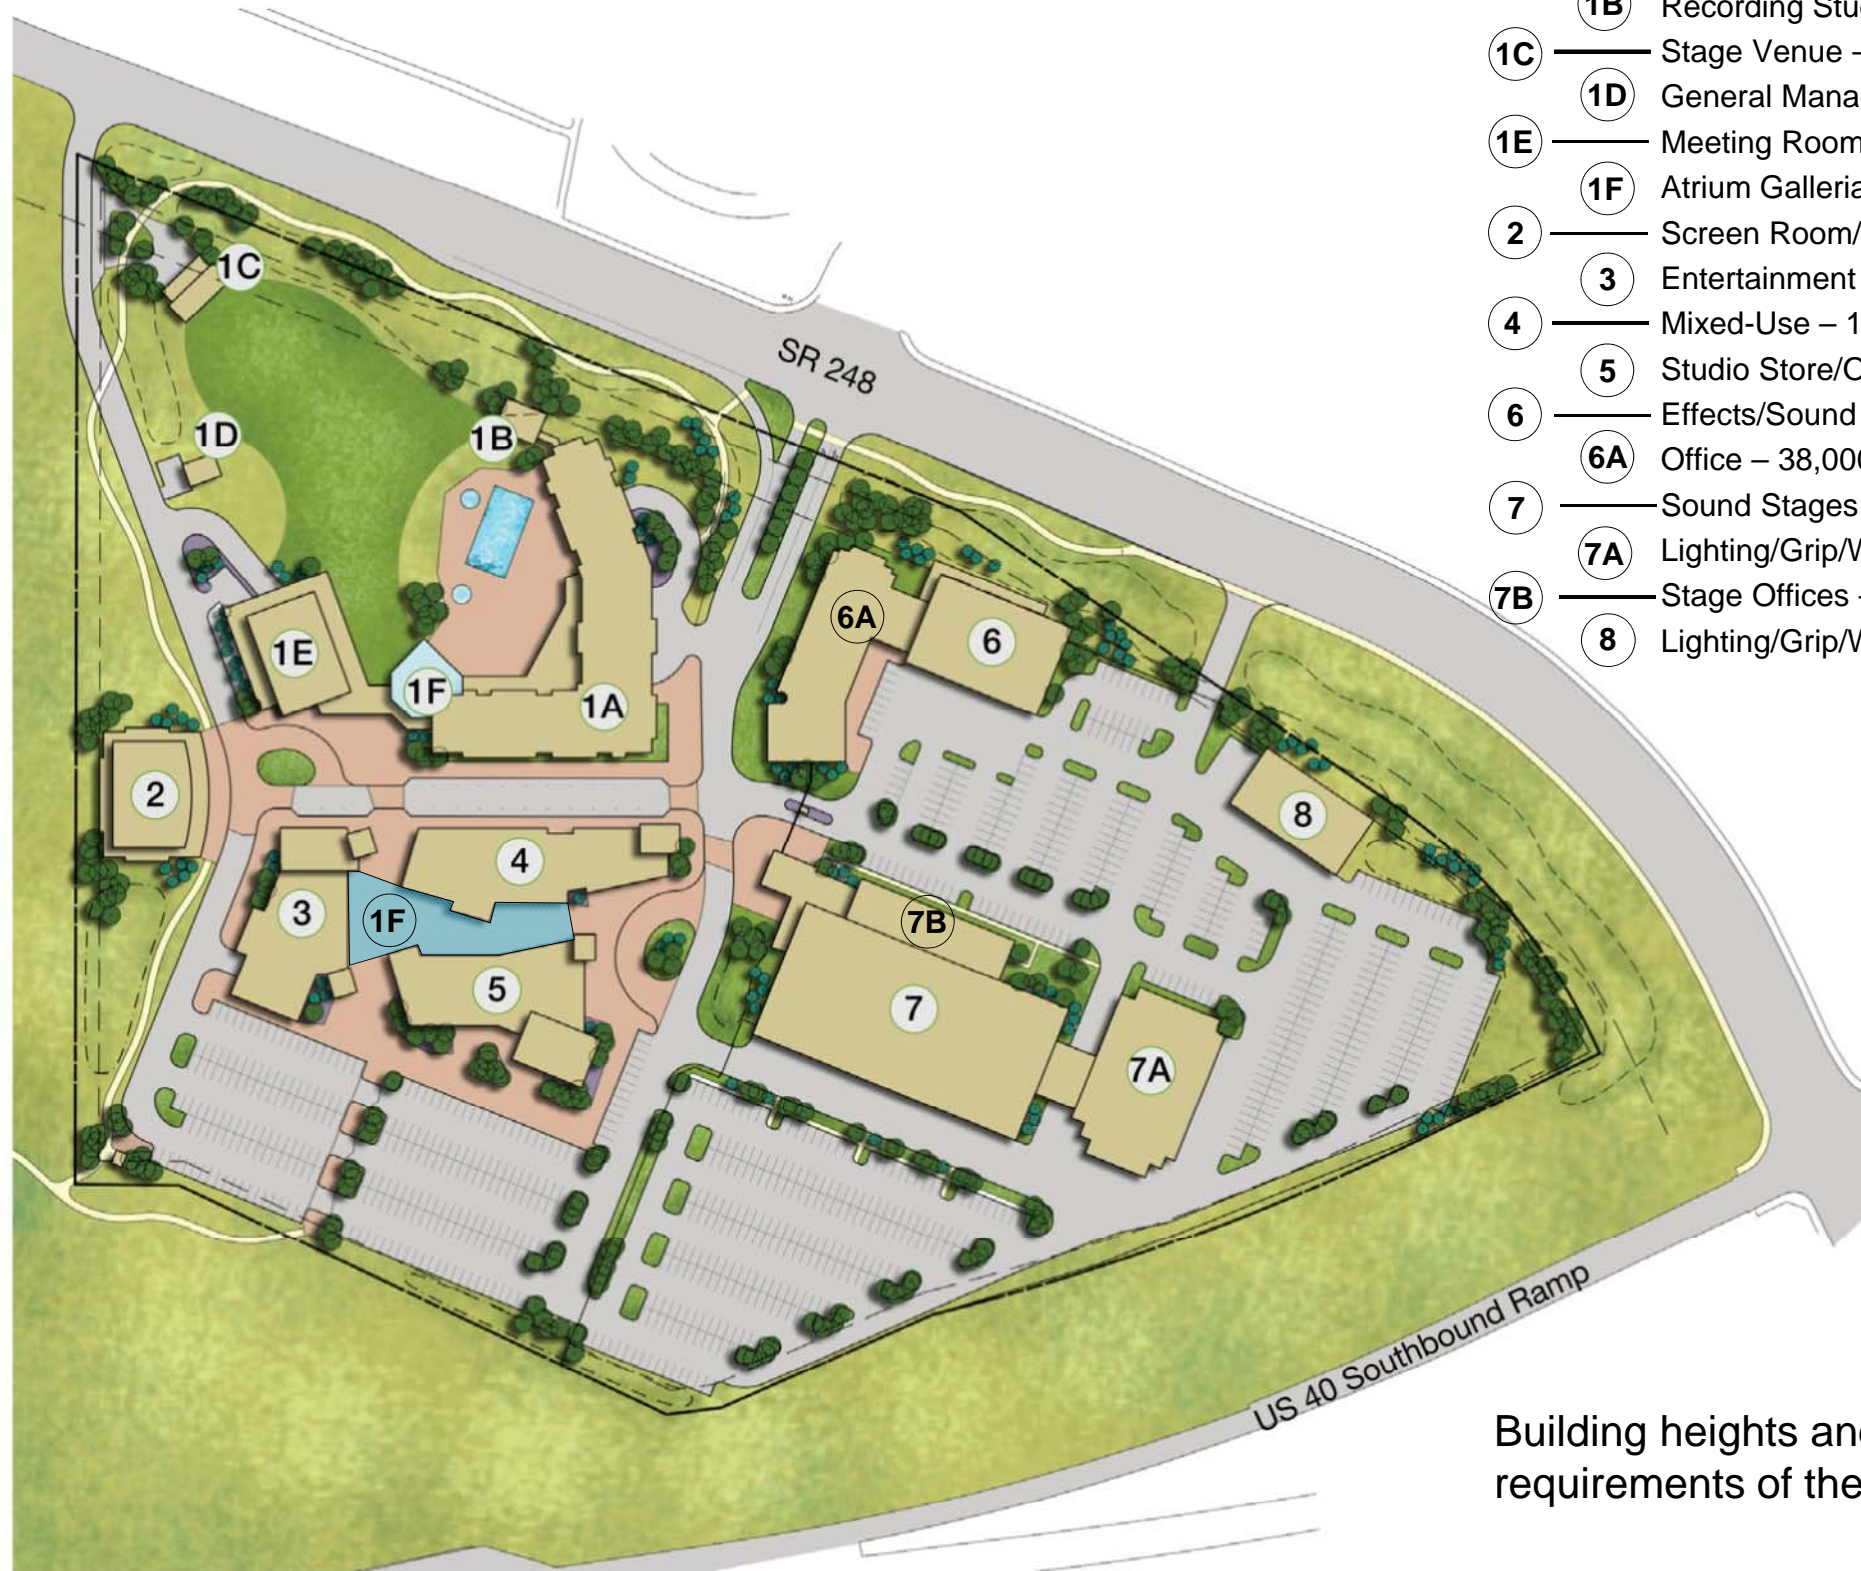 1B Recording Stu
1C Stage Venue –
1D General Mana
1E Meeting Room
1F Atrium Galleria
2 Screen Room/
3 Entertainment
4 Mixed-Use – 1
5 Studio Store/
6 Effects/Sound
6A Office – 38,000
7 Sound Stages
7A Lighting/Grip/
7B Stage Offices
8 Lighting/Grip/
SR 248
1C
1D
1B
1E
1F
1A
6A
6
2
4
8
3
1F
7B
5
7
7A
US 40 Southbound Ramp
Building heights and
requirements of the